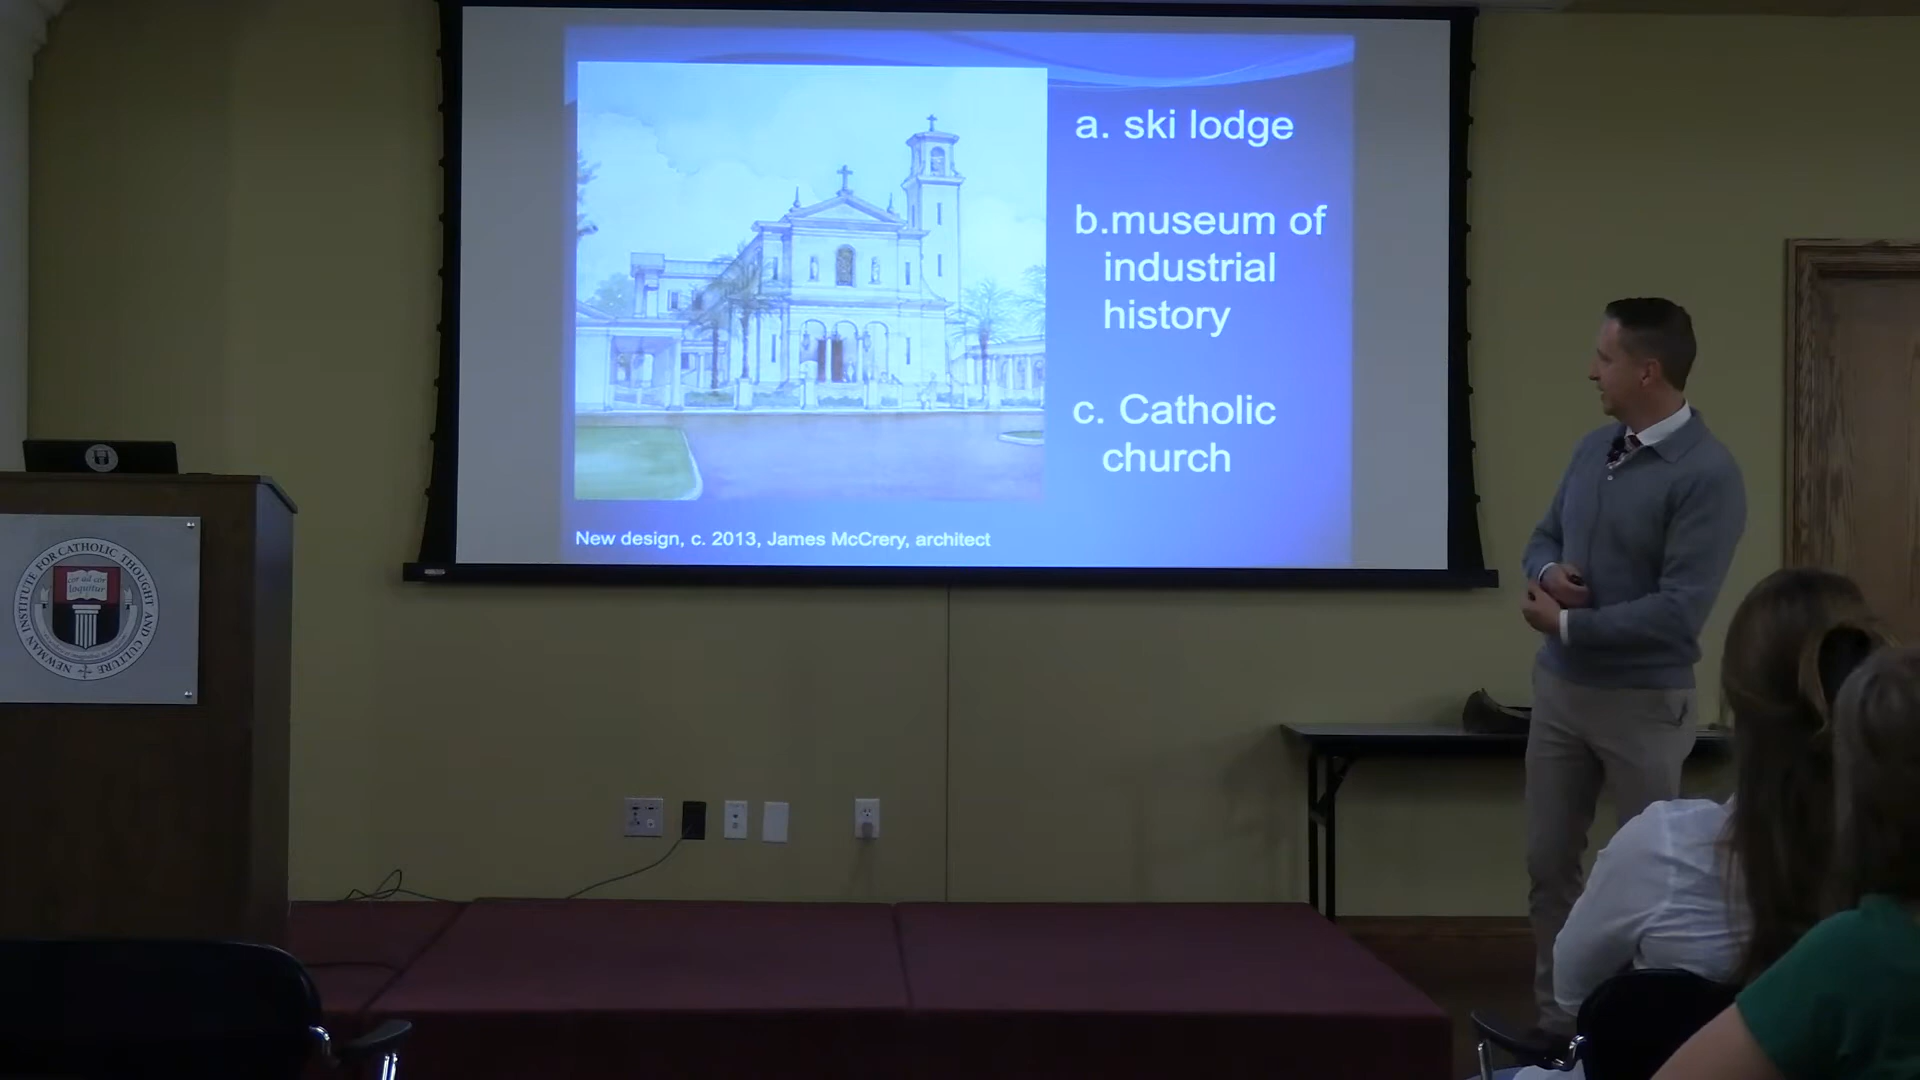 a. ski lodge
b.museum of
industrial
history
c. Catholic
church
New design, c. 2013, James McCrery, architect
NEWMAN INSTITUTE FOR CATHOLIC THOUGHT AND CULTURE
cor ad cor
loquitur